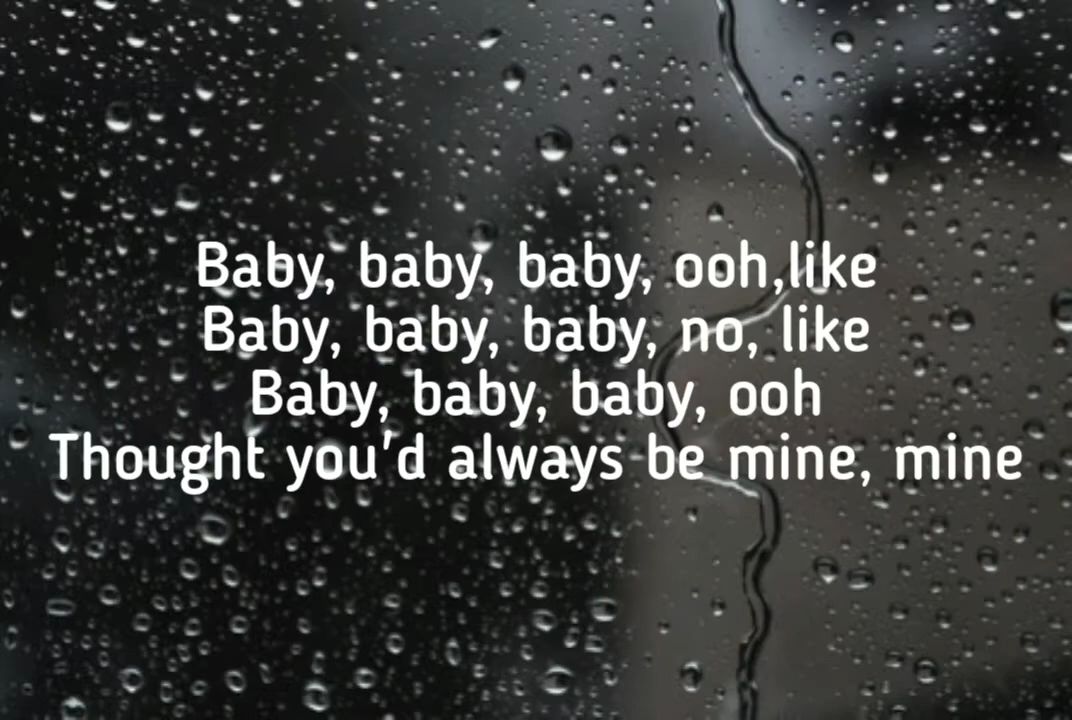 Baby, baby, baby, ooh,like
Baby, baby, baby, no, like
Baby, baby, baby, ooh
Thought you'd always be mine, mine